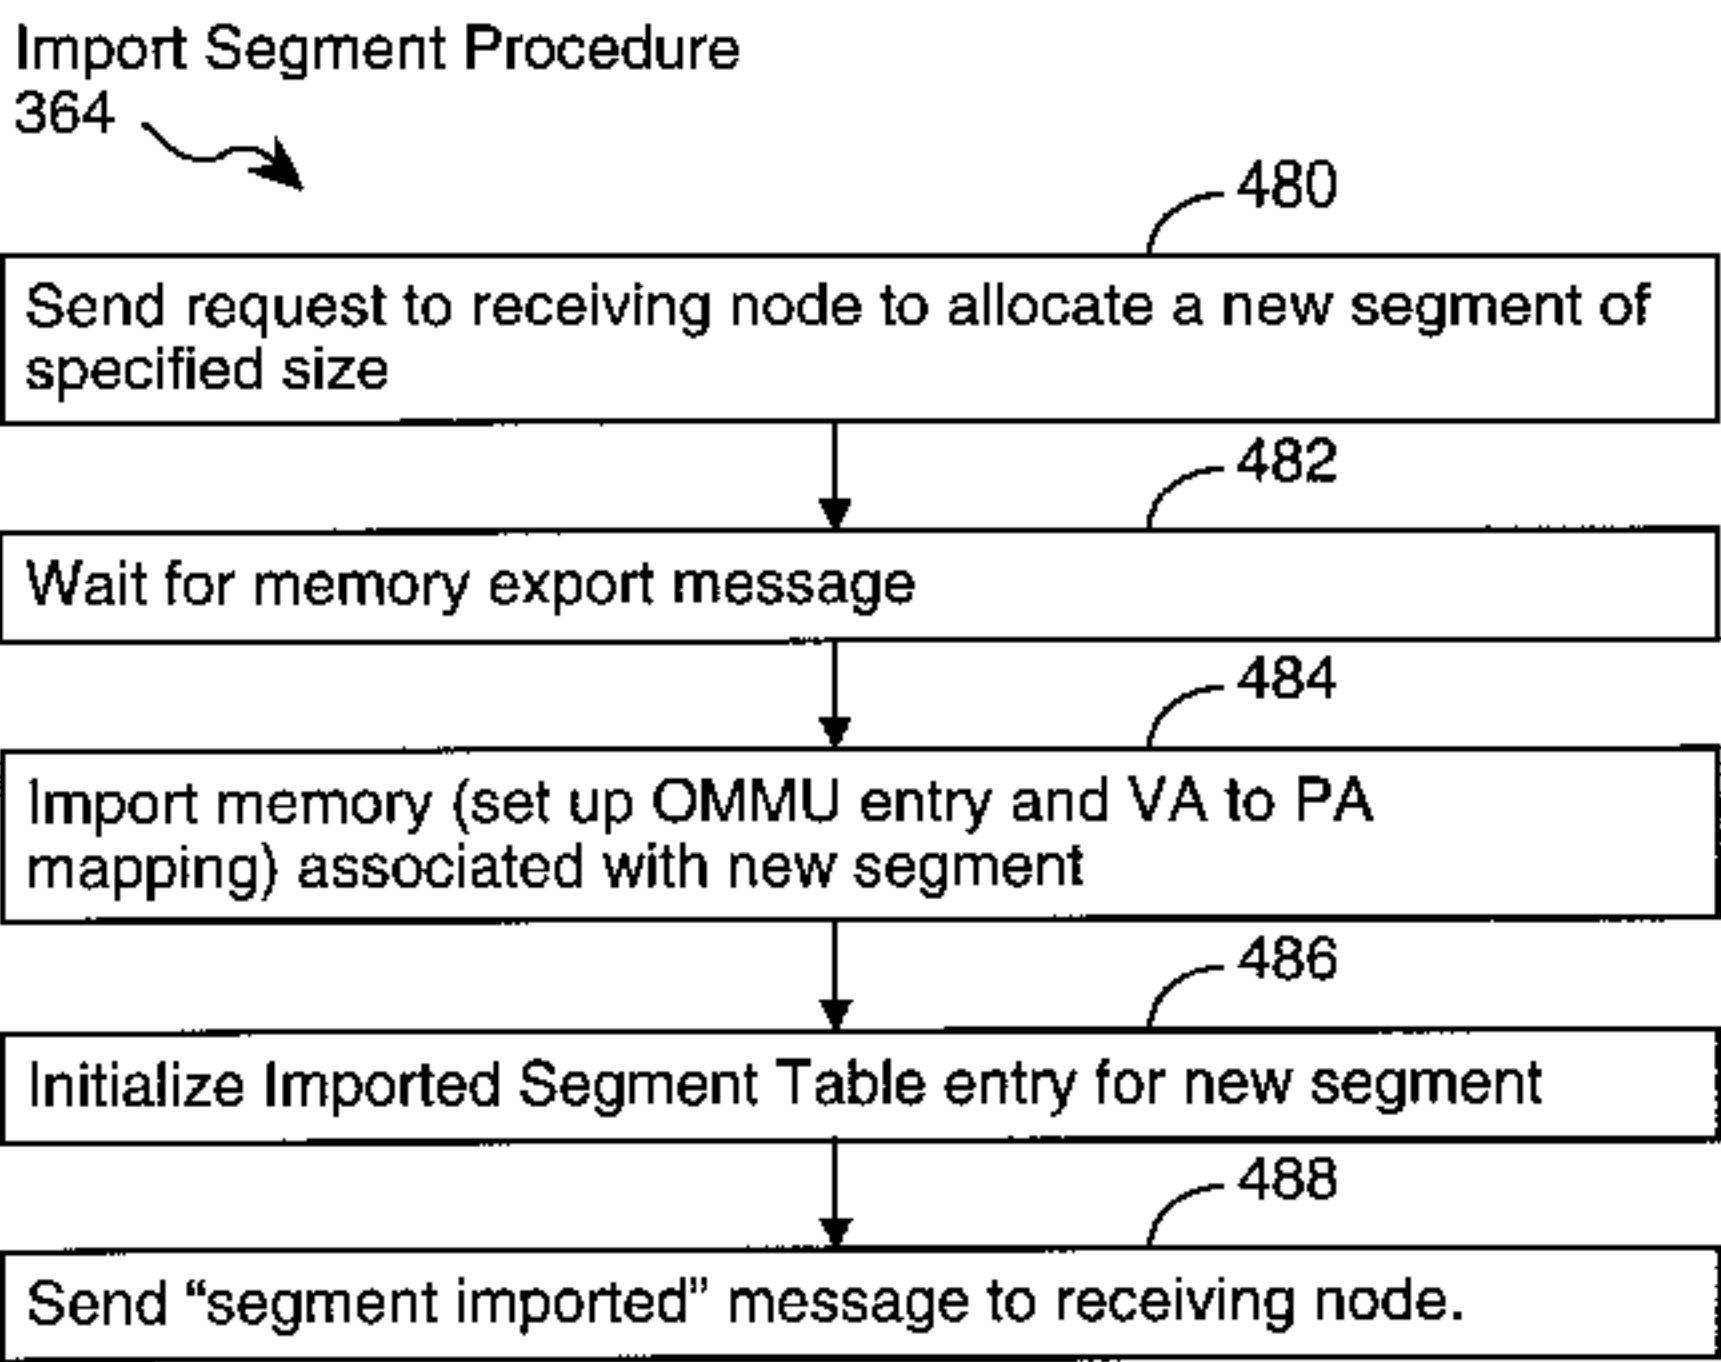 Import Segment Procedure
364
480
Send request to receiving node to allocate a new segment of
specified size
482
Wait for memory export message
484
Import memory (set up OMMU entry and VA to PA
mapping) associated with new segment
486
Initialize Imported Segment Table entry for new segment
488
Send “segment imported” message to receiving node.